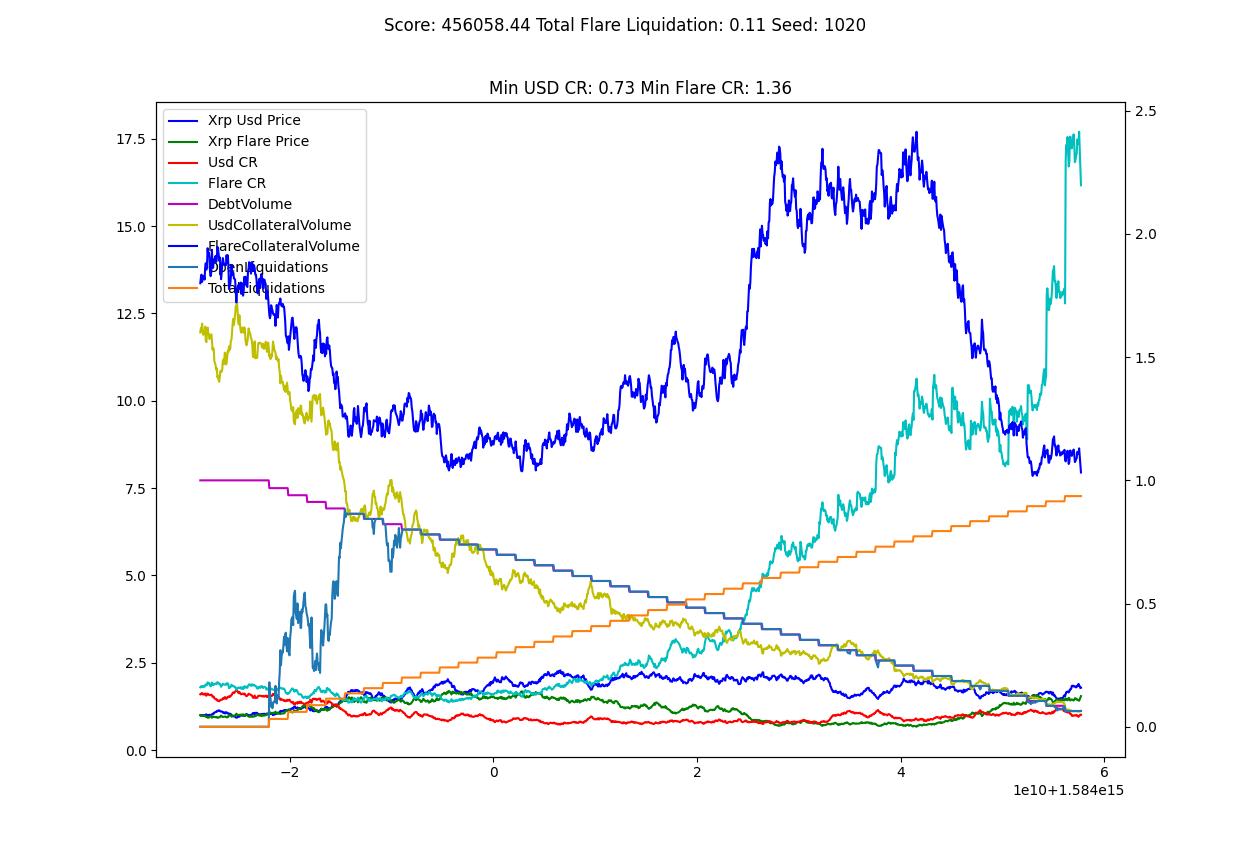 Score: 456058.44 Total Flare Liquidation: 0.11 Seed: 1020
Min USD CR: 0.73 Min Flare CR: 1.36
Xrp Usd Price
Xrp Flare Price
Usd CR
Flare CR
DebtVolume
UsdCollateralVolume
FlareCollateralVolume
OpenLiquidations
TotalLiquidations
17.5
15.0
12.5
10.0
7.5
5.0
2.5
0.0
2.5
2.0
1.5
1.0
0.5
0.0
−2 0 2 4 6
1e10+1.584e15